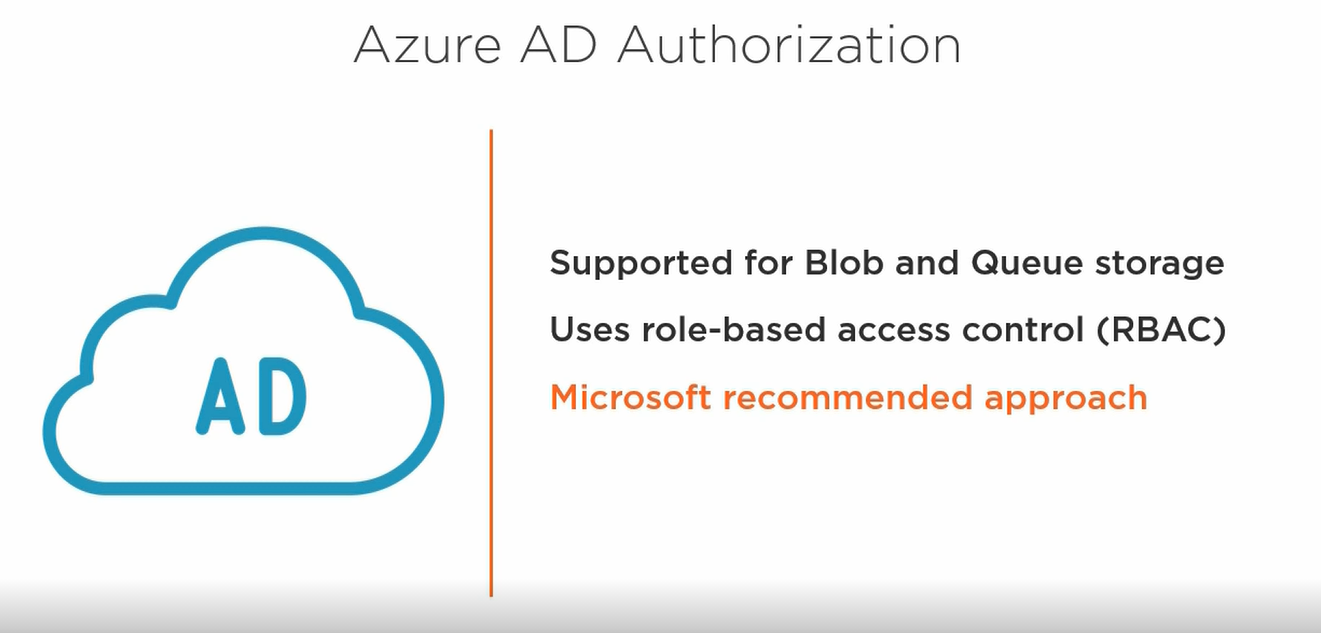 Azure AD Authorization
AD
Supported for Blob and Queue storage
Uses role-based access control (RBAC)
Microsoft recommended approach